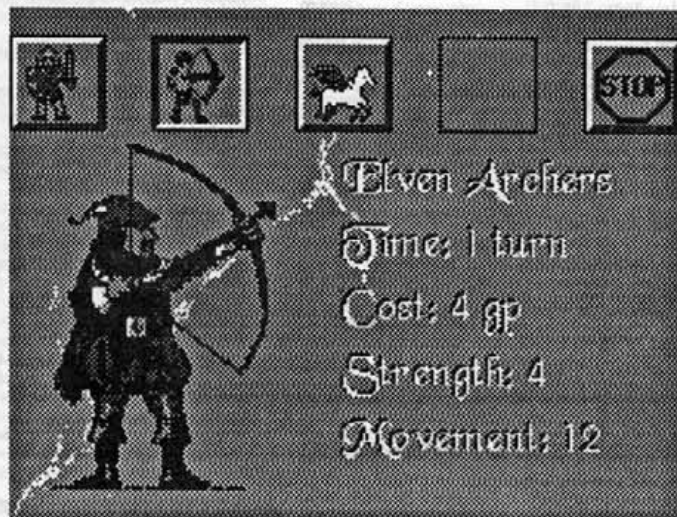 STOP
Elven Archers
Time: 1 turn
Cost: 4 gp
Strength: 4
Movement: 12